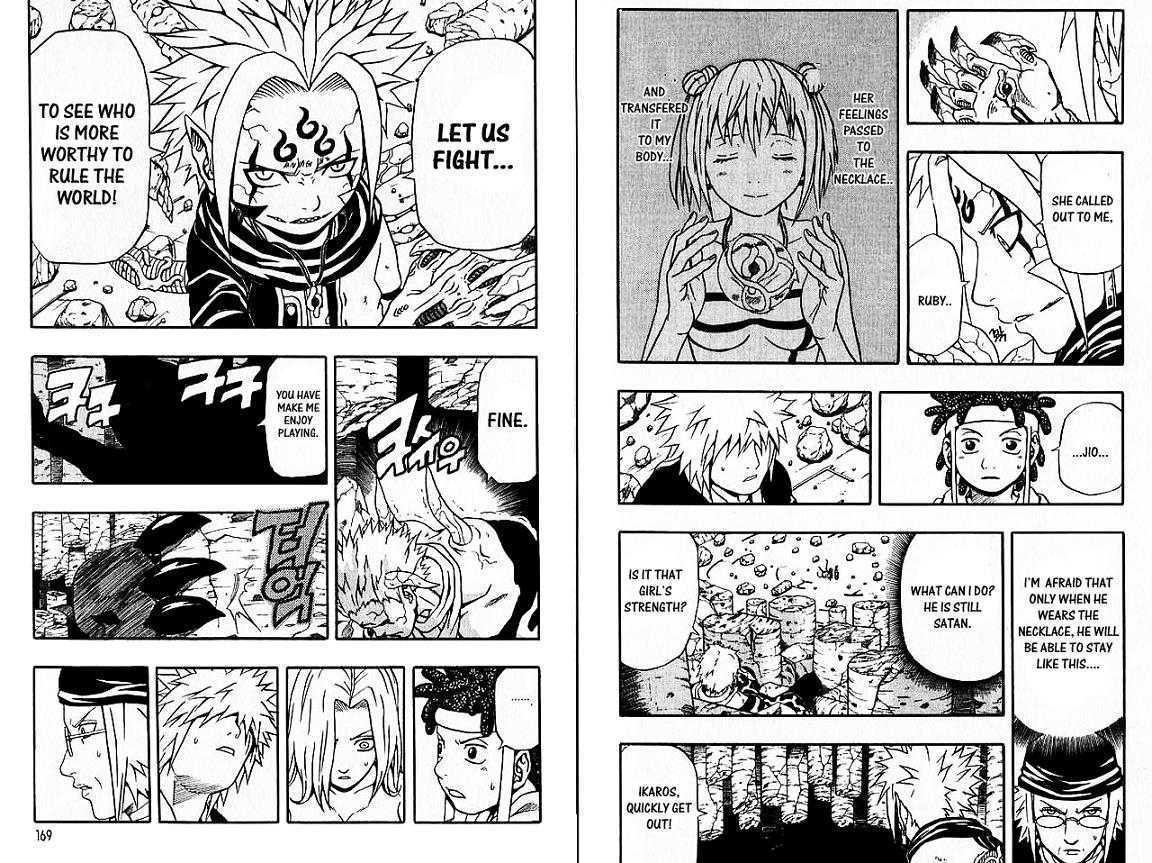 SHE CALLED
OUT TO ME,
RUBY..
HER
FEELINGS
PASSED
TO
THE
NECKLACE..
AND
TRANSFERED
IT
TO MY
BODY...
...JIO...
I'M AFRAID THAT
ONLY WHEN HE
WEARS THE
NECKLACE, HE WILL
BE ABLE TO STAY
LIKE THIS....
WHAT CAN I DO?
HE IS STILL
SATAN.
IS IT THAT
GIRL'S
STRENGTH?
IKAROS,
QUICKLY GET
OUT!
LET US
FIGHT...
TO SEE WHO
IS MORE
WORTHY TO
RULE THE
WORLD!
FINE.
YOU HAVE
MAKE ME
ENJOY
PLAYING.
터억
......
169